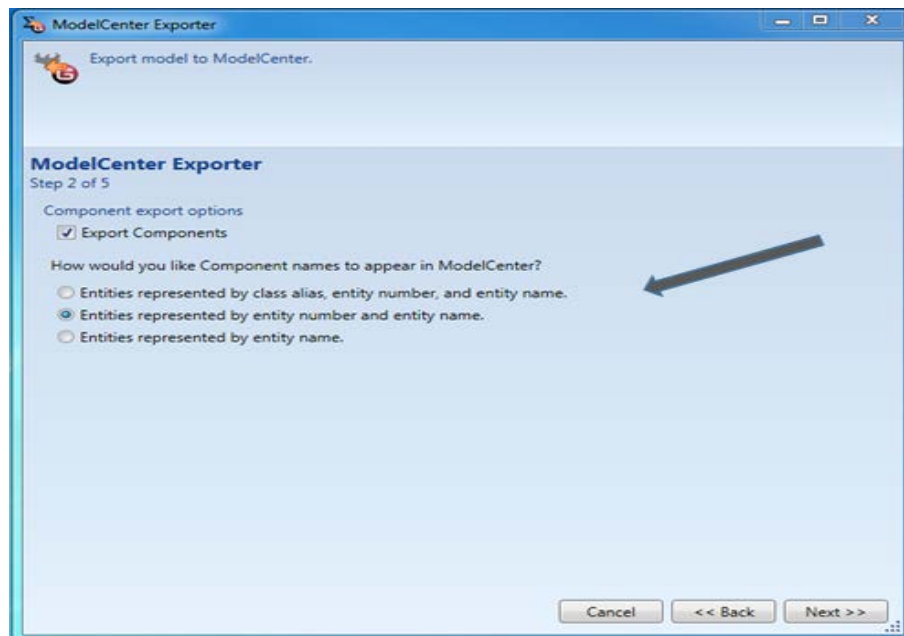 ModelCenter Exporter
Export model to ModelCenter.
ModelCenter Exporter
Step 2 of 5
Component export options
Export Components
How would you like Component names to appear in ModelCenter?
Entities represented by class alias, entity number, and entity name.
Entities represented by entity number and entity name.
Entities represented by entity name.
Cancel << Back Next >>